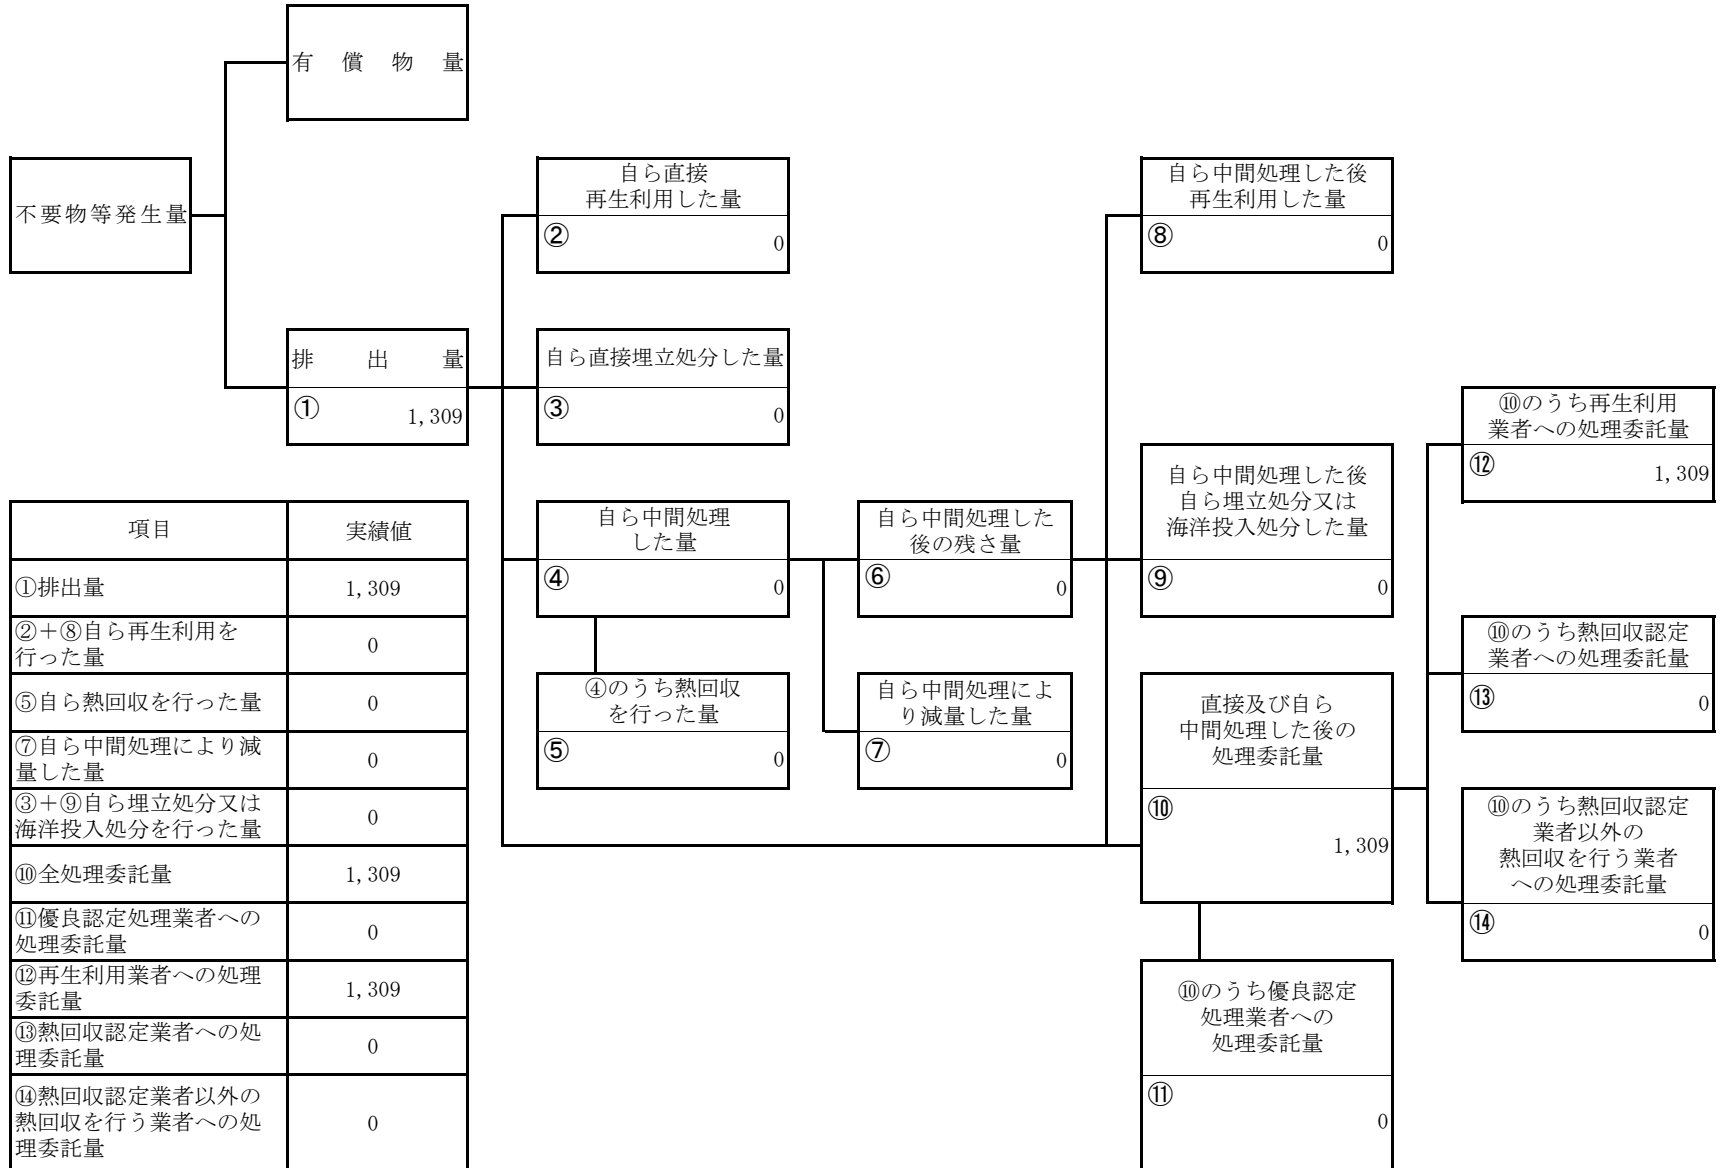 有償物量
不要物等発生量
排出量
① 1,309
自ら直接
再生利用した量
② 0
自ら直接埋立処分した量
③ 0
自ら中間処理
した量
④ 0
④のうち熱回収
を行った量
⑤ 0
自ら中間処理した
後の残さ量
⑥ 0
自ら中間処理によ
り減量した量
⑦ 0
自ら中間処理した後
再生利用した量
⑧ 0
自ら中間処理した後
自ら埋立処分又は
海洋投入処分した量
⑨ 0
直接及び自ら
中間処理した後の
処理委託量
⑩
1,309
⑩のうち優良認定
処理業者への
処理委託量
⑪
0
⑩のうち再生利用
業者への処理委託量
⑫ 1,309
⑩のうち熱回収認定
業者への処理委託量
⑬ 0
⑩のうち熱回収認定
業者以外の
熱回収を行う業者
への処理委託量
⑭ 0
項目 実績値
①排出量 1,309
②+⑧自ら再生利用を
行った量 0
⑤自ら熱回収を行った量 0
⑦自ら中間処理により減
量した量 0
③+⑨自ら埋立処分又は
海洋投入処分を行った量 0
⑩全処理委託量 1,309
⑪優良認定処理業者への
処理委託量 0
⑫再生利用業者への処理
委託量 1,309
⑬熱回収認定業者への処
理委託量 0
⑭熱回収認定業者以外の
熱回収を行う業者への処 0
理委託量